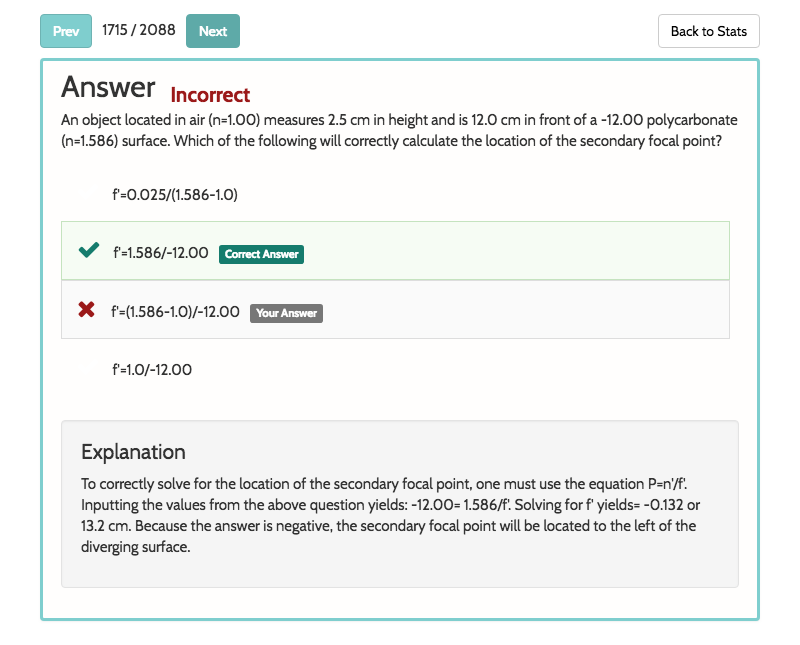 Prev 1715 / 2088 Next Back to Stats
Answer Incorrect
An object located in air (n=1.00) measures 2.5 cm in height and is 12.0 cm in front of a -12.00 polycarbonate
(n=1.586) surface. Which of the following will correctly calculate the location of the secondary focal point?
f'=0.025/(1.586-1.0)
f'=1.586/-12.00 Correct Answer
f'=(1.586-1.0)/-12.00 Your Answer
f'=1.0/-12.00
Explanation
To correctly solve for the location of the secondary focal point, one must use the equation P=n'/f'.
Inputting the values from the above question yields: -12.00= 1.586/f'. Solving for f' yields= -0.132 or
13.2 cm. Because the answer is negative, the secondary focal point will be located to the left of the
diverging surface.